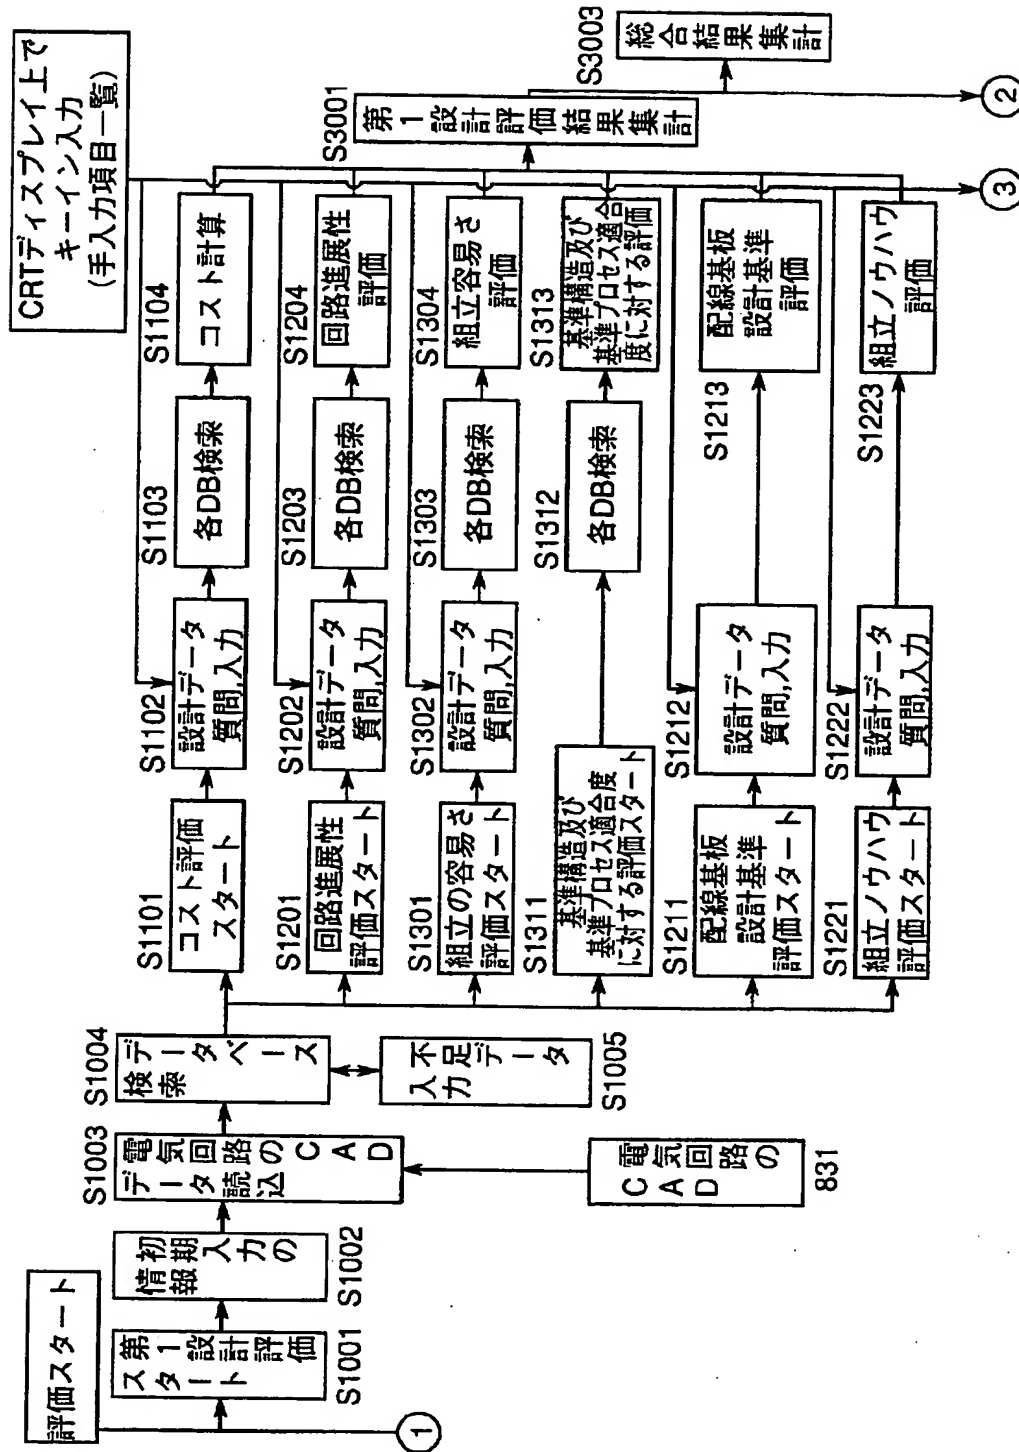 評価スタート
①
第1設計評価
スタート
S1001
初期入力の
情報
S1002
S1003
電気回路のCAD
データ読込
電気回路の
CAD
831
S1004
データベース
検索
不足データ
入力
S1005
CRTディスプレイ上で
キーイン入力
(手入力項目一覧)
S1101
コスト評価
スタート
S1102
設計データ
質問,入力
S1103
各DB検索
S1104
コスト計算
S1201
回路進展性
評価スタート
S1202
設計データ
質問,入力
S1203
各DB検索
S1204
回路進展性
評価
S1301
組立の容易さ
評価スタート
S1302
設計データ
質問,入力
S1303
各DB検索
S1304
組立容易さ
評価
S1311
基準構造及び
基準プロセス適合度
に対する評価スタート
S1312
各DB検索
S1313
基準構造及び
基準プロセス適合
度に対する評価
S1211
配線基板
設計基準
評価スタート
S1212
設計データ
質問,入力
S1213
配線基板
設計基準
評価
S1221
組立ノウハウ
評価スタート
S1222
設計データ
質問,入力
S1223
組立ノウハウ
評価
S3001
第1設計評価結果集計
S3003
総合結果集計
②
③